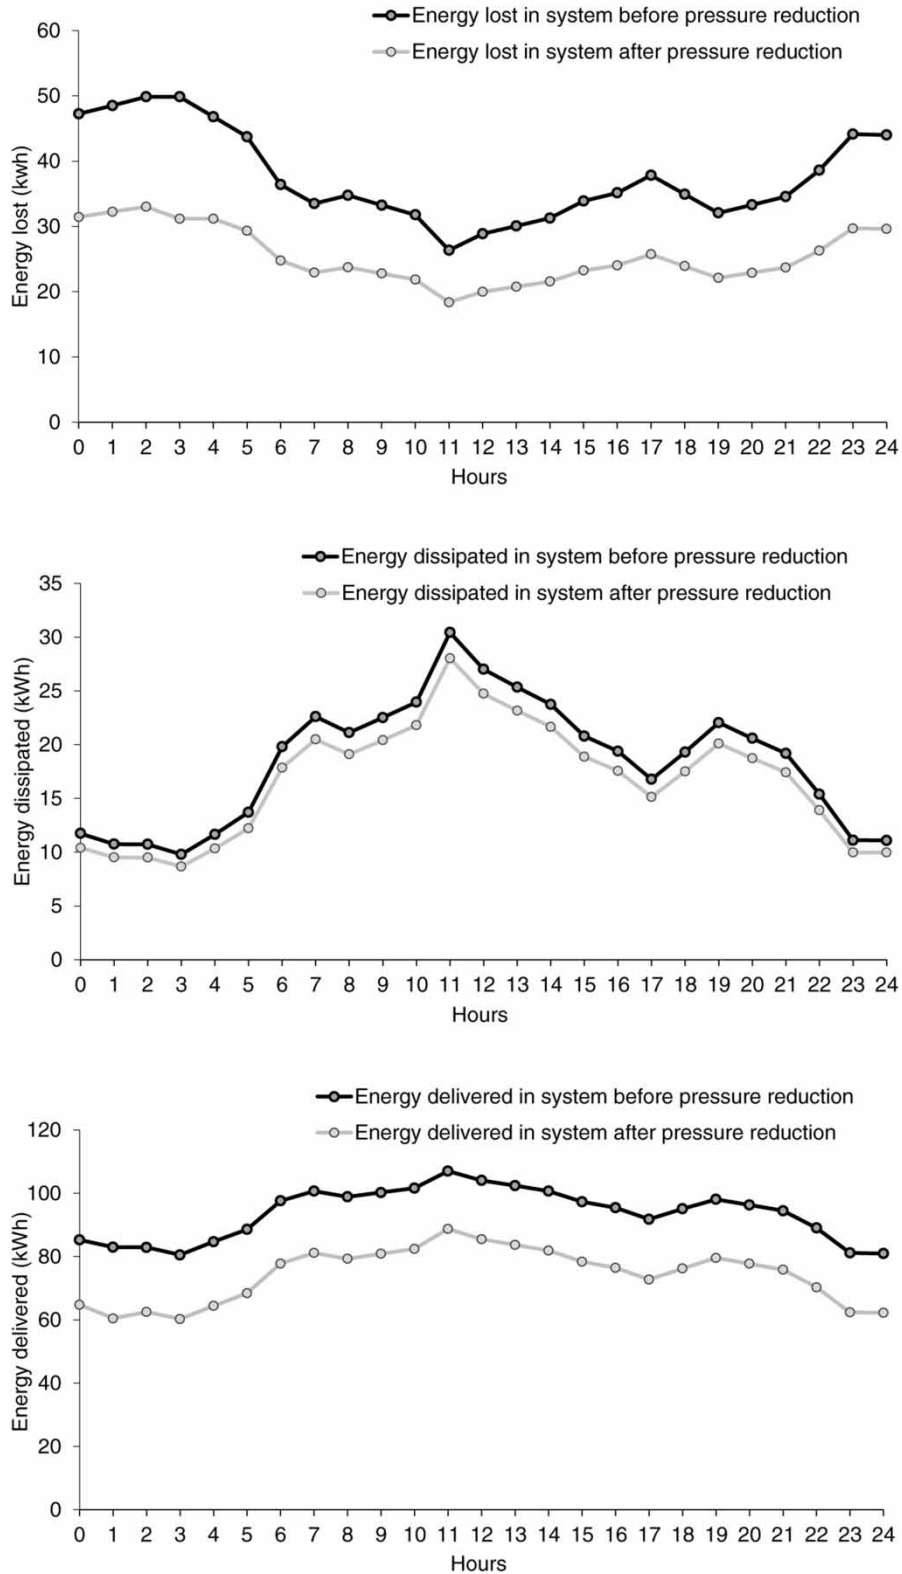 Energy lost in system before pressure reduction
Energy lost in system after pressure reduction
60
50
40
30
20
10
0
Energy lost (kwh)
0 1 2 3 4 5 6 7 8 9 10 11 12 13 14 15 16 17 18 19 20 21 22 23 24
Hours
Energy dissipated in system before pressure reduction
Energy dissipated in system after pressure reduction
35
30
25
20
15
10
5
0
Energy dissipated (kWh)
0 1 2 3 4 5 6 7 8 9 10 11 12 13 14 15 16 17 18 19 20 21 22 23 24
Hours
Energy delivered in system before pressure reduction
Energy delivered in system after pressure reduction
120
100
80
60
40
20
0
Energy delivered (kWh)
0 1 2 3 4 5 6 7 8 9 10 11 12 13 14 15 16 17 18 19 20 21 22 23 24
Hours